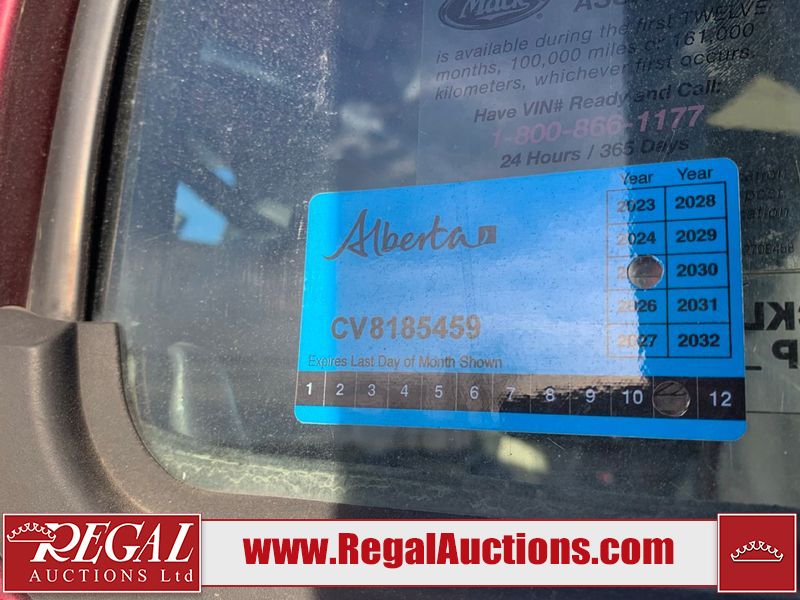 Mack
is available during the first TWELVE
months, 100,000 miles or 161,000
kilometers, whichever first occurs.
Have VIN# Ready and Call:
1-800-866-1177
24 Hours / 365 Days
Alberta
Year Year
2023 2028
2024 2029
2030
2026 2031
2027 2032
CV8185459
Expires Last Day of Month Shown
1 2 3 4 5 6 7 8 9 10 12
REGAL
AUCTIONS Ltd
www.RegalAuctions.com